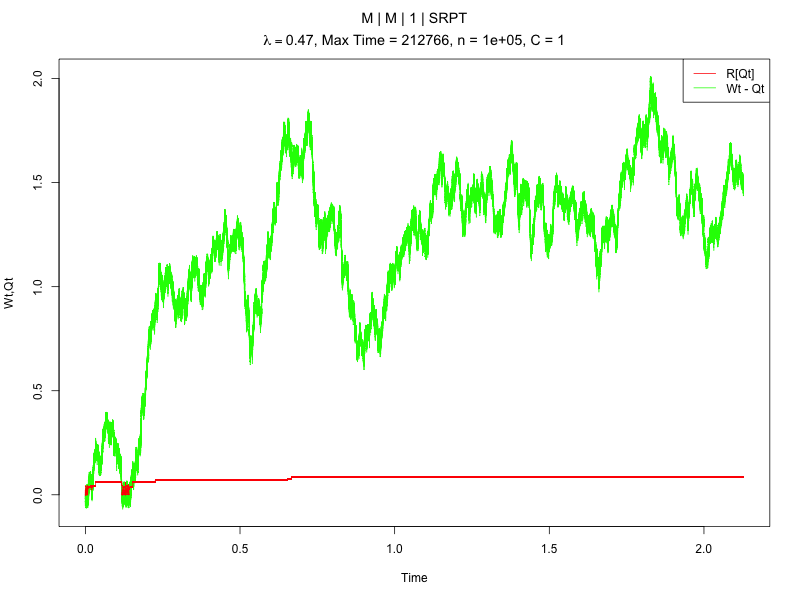 M | M | 1 | SRPT
λ = 0.47, Max Time = 212766, n = 1e+05, C = 1
R[Qt]
Wt - Qt
2.0
1.5
1.0
0.5
0.0
Wt,Qt
0.0 0.5 1.0 1.5 2.0
Time